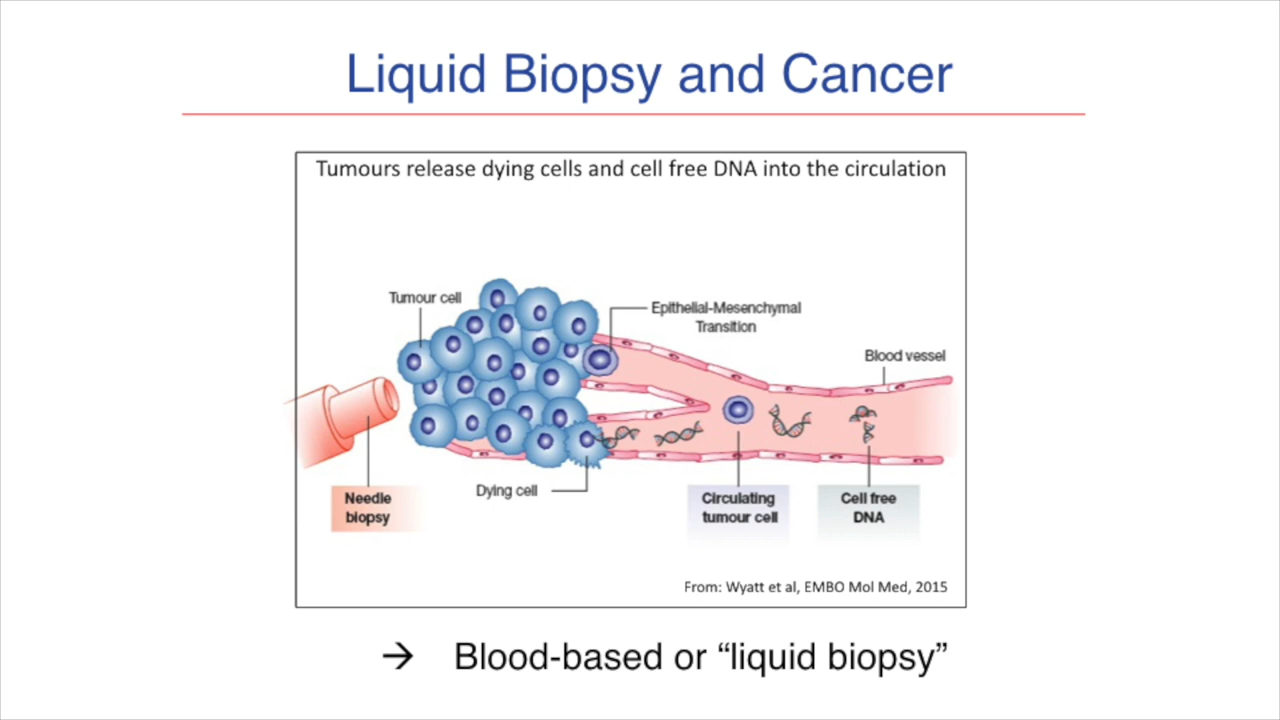 Liquid Biopsy and Cancer
Tumours release dying cells and cell free DNA into the circulation
Tumour cell
Epithelial-Mesenchymal
Transition
Blood vessel
Dying cell
Needle
biopsy
Circulating
tumour cell
Cell free
DNA
From: Wyatt et al, EMBO Mol Med, 2015
→ Blood-based or “liquid biopsy”